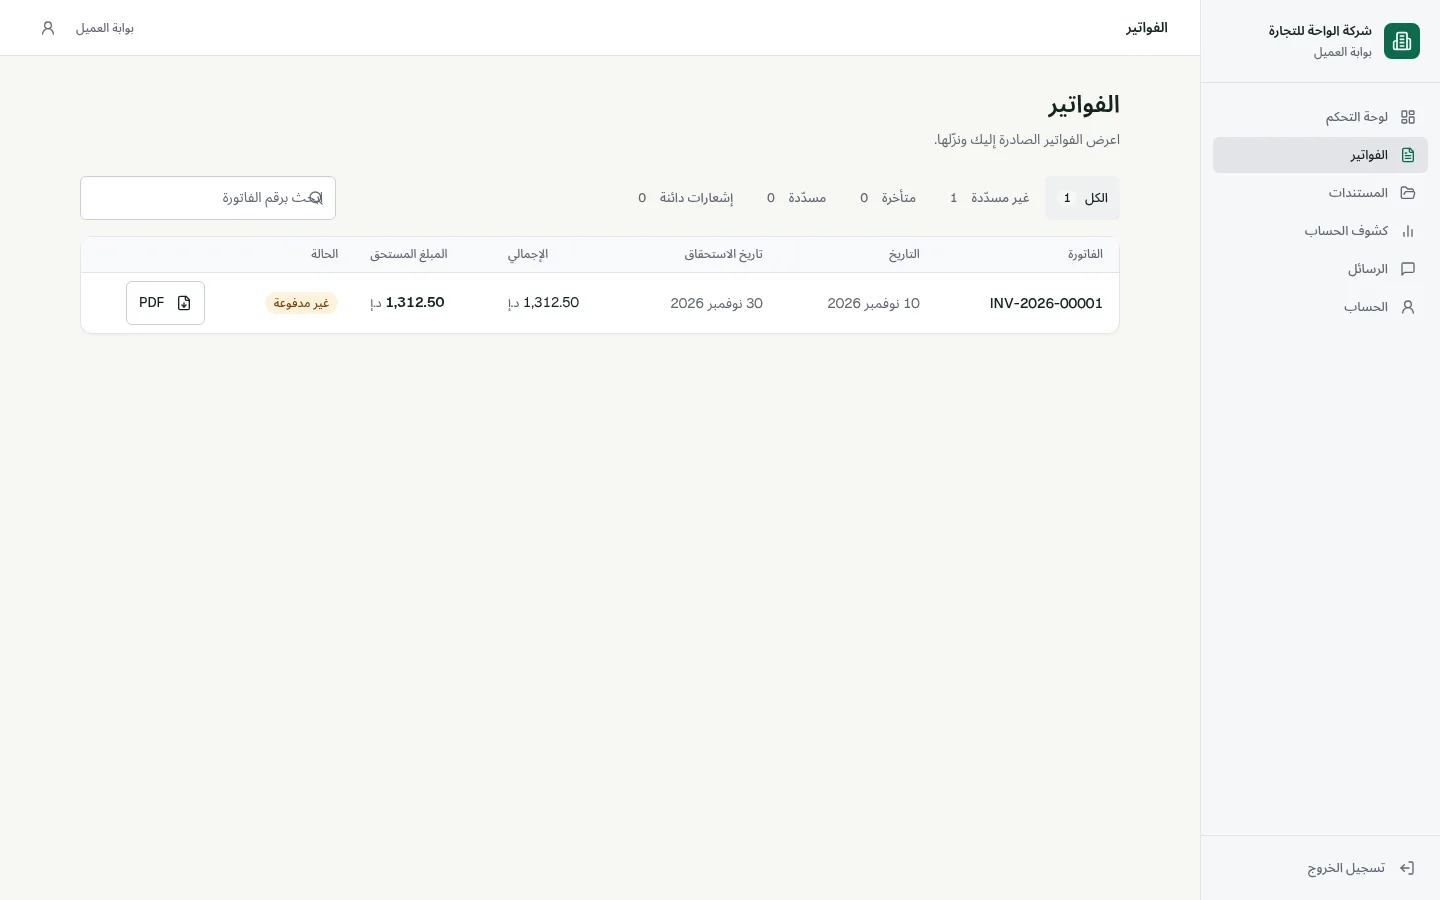 شركة الواحة للتجارة
بوابة العميل
لوحة التحكم
الفواتير
المستندات
كشوف الحساب
الرسائل
الحساب
تسجيل الخروج
الفواتير
بوابة العميل
الفواتير
اعرض الفواتير الصادرة إليك ونزّلها.
الكل 1 غير مسدّدة 1 متأخرة 0 مسدّدة 0 إشعارات دائنة 0
ابحث برقم الفاتورة
الفاتورة التاريخ تاريخ الاستحقاق الإجمالي المبلغ المستحق الحالة
INV-2026-00001 10 نوفمبر 2026 30 نوفمبر 2026 1,312.50 د.إ 1,312.50 د.إ غير مدفوعة PDF